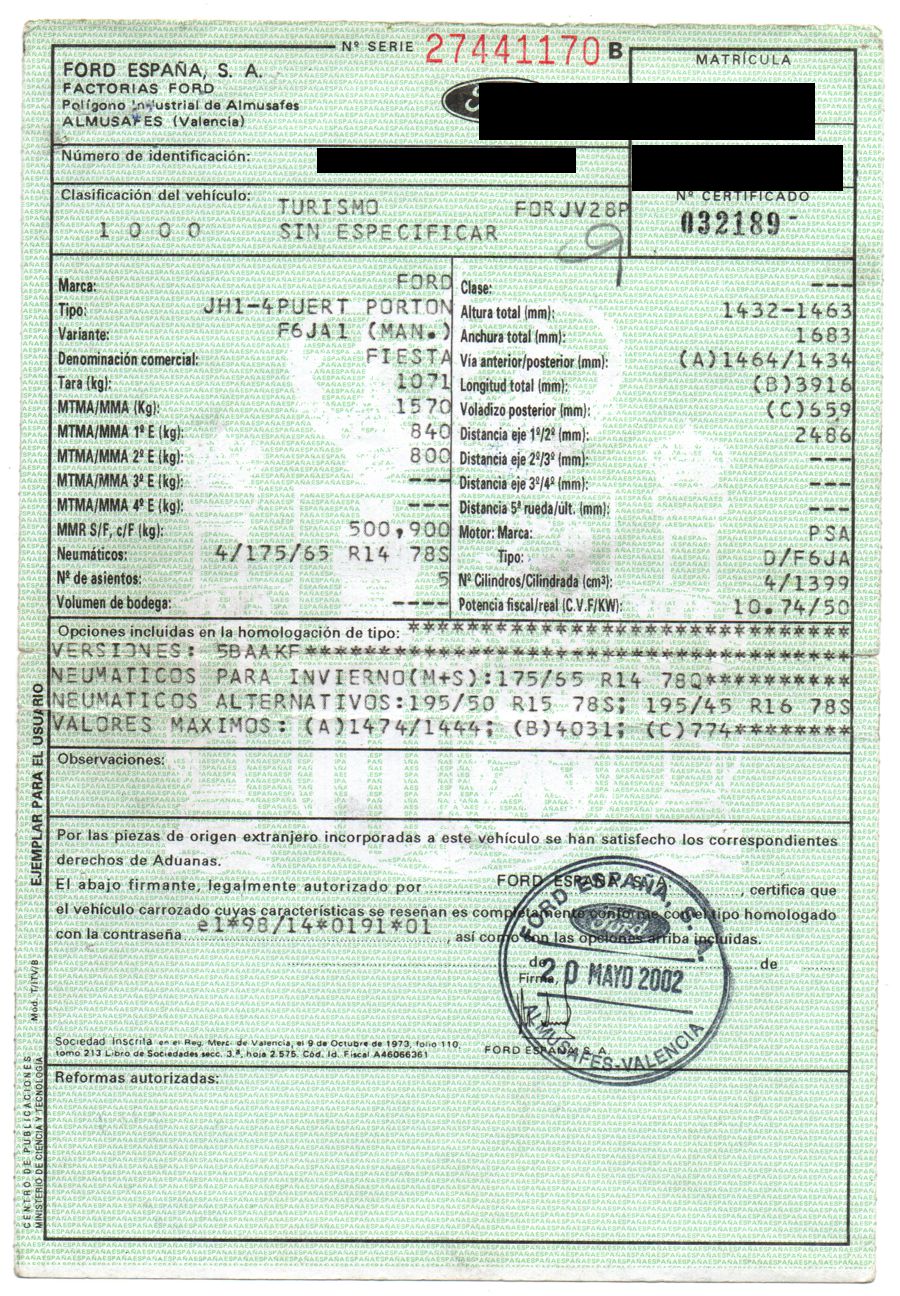 Nº SERIE 27441170 B
FORD ESPAÑA, S. A.
FACTORIAS FORD
Polígono Industrial de Almusafes
ALMUSAFES (Valencia)
MATRÍCULA
Número de identificación:
Nº CERTIFICADO
032189-
Clasificación del vehículo: TURISMO FORJV28P
1000 SIN ESPECIFICAR
9
Marca: FORD
Tipo: JH1-4PUERT PORTON
Variante: F6JA1 (MAN.)
Denominación comercial: FIESTA
Tara (kg): 1071
MTMA/MMA (Kg): 1570
MTMA/MMA 1º E (kg): 840
MTMA/MMA 2º E (kg): 800
MTMA/MMA 3º E (kg): ---
MTMA/MMA 4º E (kg): ---
MMR S/F, c/F (kg): 500,900
Neumáticos: 4/175/65 R14 78S
Nº de asientos: 5
Volumen de bodega: ----
Clase: ---
Altura total (mm): 1432-1463
Anchura total (mm): 1683
Vía anterior/posterior (mm): (A)1464/1434
Longitud total (mm): (B)3916
Voladizo posterior (mm): (C)659
Distancia eje 1º/2º (mm): 2486
Distancia eje 2º/3º (mm): ---
Distancia eje 3º/4º (mm): ---
Distancia 5ª rueda/últ. (mm): ---
Motor: Marca: PSA
Tipo: D/F6JA
Nº Cilindros/Cilindrada (cm³): 4/1399
Potencia fiscal/real (C.V.F/KW): 10.74/50
Opciones incluidas en la homologación de tipo: ******************************
VERSIONES: 5BAAKF**************************************
NEUMATICOS PARA INVIERNO(M+S):175/65 R14 78Q**********
NEUMATICOS ALTERNATIVOS:195/50 R15 78S; 195/45 R16 78S
VALORES MAXIMOS: (A)1474/1444; (B)4031; (C)774********
Observaciones:
Por las piezas de origen extranjero incorporadas a este vehículo se han satisfecho los correspondientes
derechos de Aduanas.
El abajo firmante, legalmente autorizado por FORD ESPAÑA, S.A., certifica que
el vehículo carrozado cuyas características se reseñan es completamente conforme con el tipo homologado
con la contraseña e1*98/14*0191*01, así como con las opciones arriba incluidas.
de de
Firma
FORD ESPAÑA, S. A.
Ford
20 MAYO 2002
ALMUSAFES-VALENCIA
Sociedad Inscrita en el Reg. Merc. de Valencia, el 9 de Octubre de 1973, folio 110,
tomo 213 Libro de Sociedades secc. 3.ª, hoja 2.575. Cód. Id. Fiscal A46066361
FORD ESPAÑA S. A.
Reformas autorizadas:
EJEMPLAR PARA EL USUARIO
Mod. T/ITV/B
CENTRO DE PUBLICACIONES
MINISTERIO DE CIENCIA Y TECNOLOGÍA